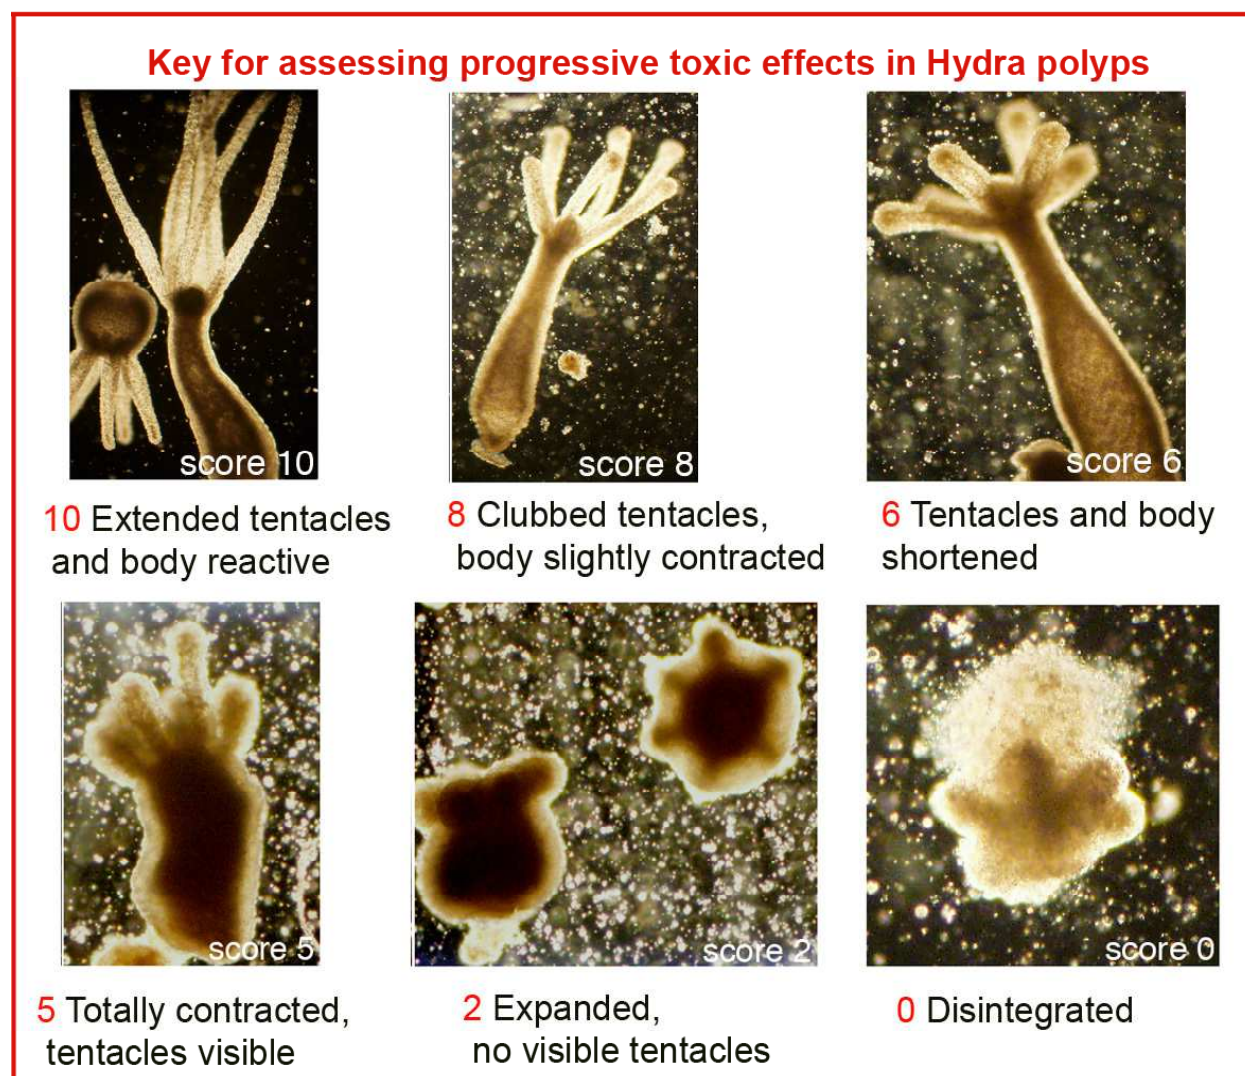 Key for assessing progressive toxic effects in Hydra polyps
score 10
score 8
score 6
10 Extended tentacles
and body reactive
8 Clubbed tentacles,
body slightly contracted
6 Tentacles and body
shortened
score 5
score 2
score 0
5 Totally contracted,
tentacles visible
2 Expanded,
no visible tentacles
0 Disintegrated